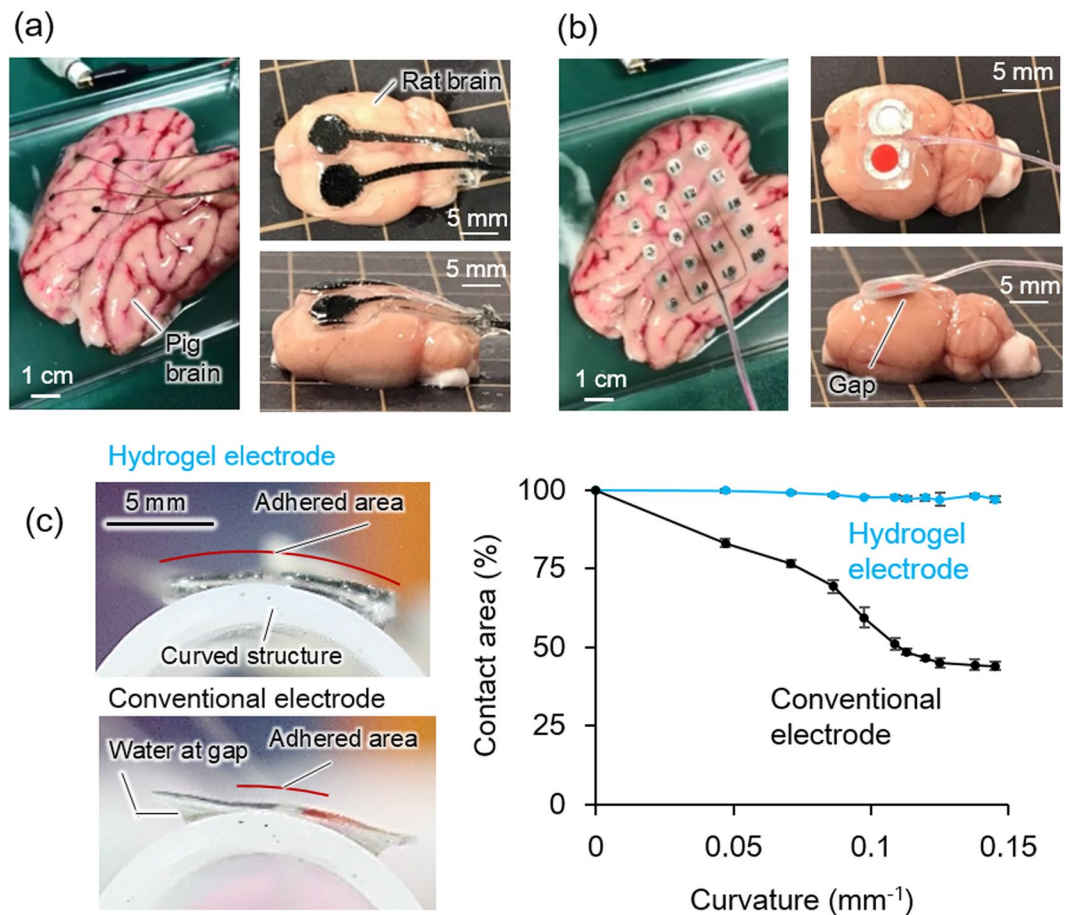 (a)
Rat brain
5 mm
5 mm
Pig
brain
1 cm
(b)
5 mm
5 mm
Gap
1 cm
Hydrogel electrode
(c)
5 mm
Adhered area
Curved structure
Conventional electrode
Water at gap
Adhered area
100
75
50
25
0
Contact area (%)
Hydrogel
electrode
Conventional
electrode
0
0.05
0.1
0.15
Curvature (mm⁻¹)